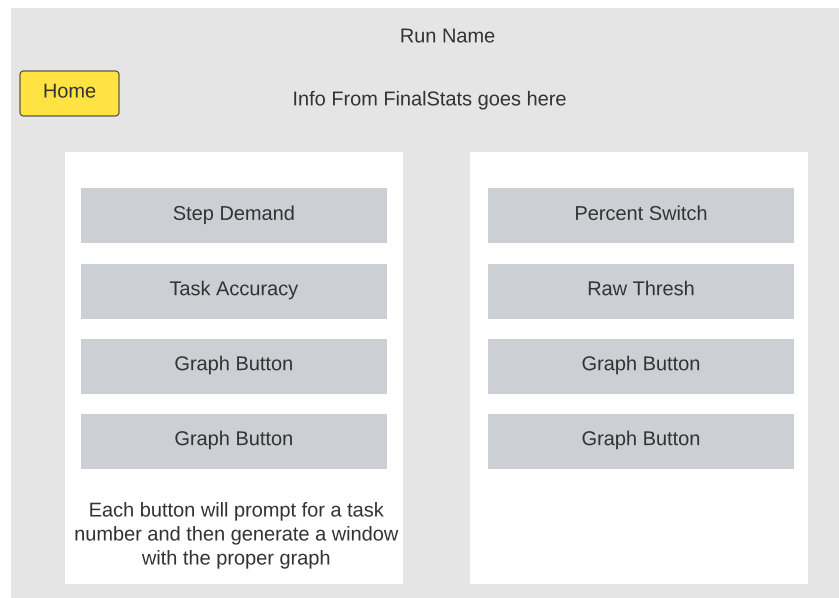 Run Name
Home
Info From FinalStats goes here
Step Demand
Task Accuracy
Graph Button
Graph Button
Each button will prompt for a task
number and then generate a window
with the proper graph
Percent Switch
Raw Thresh
Graph Button
Graph Button